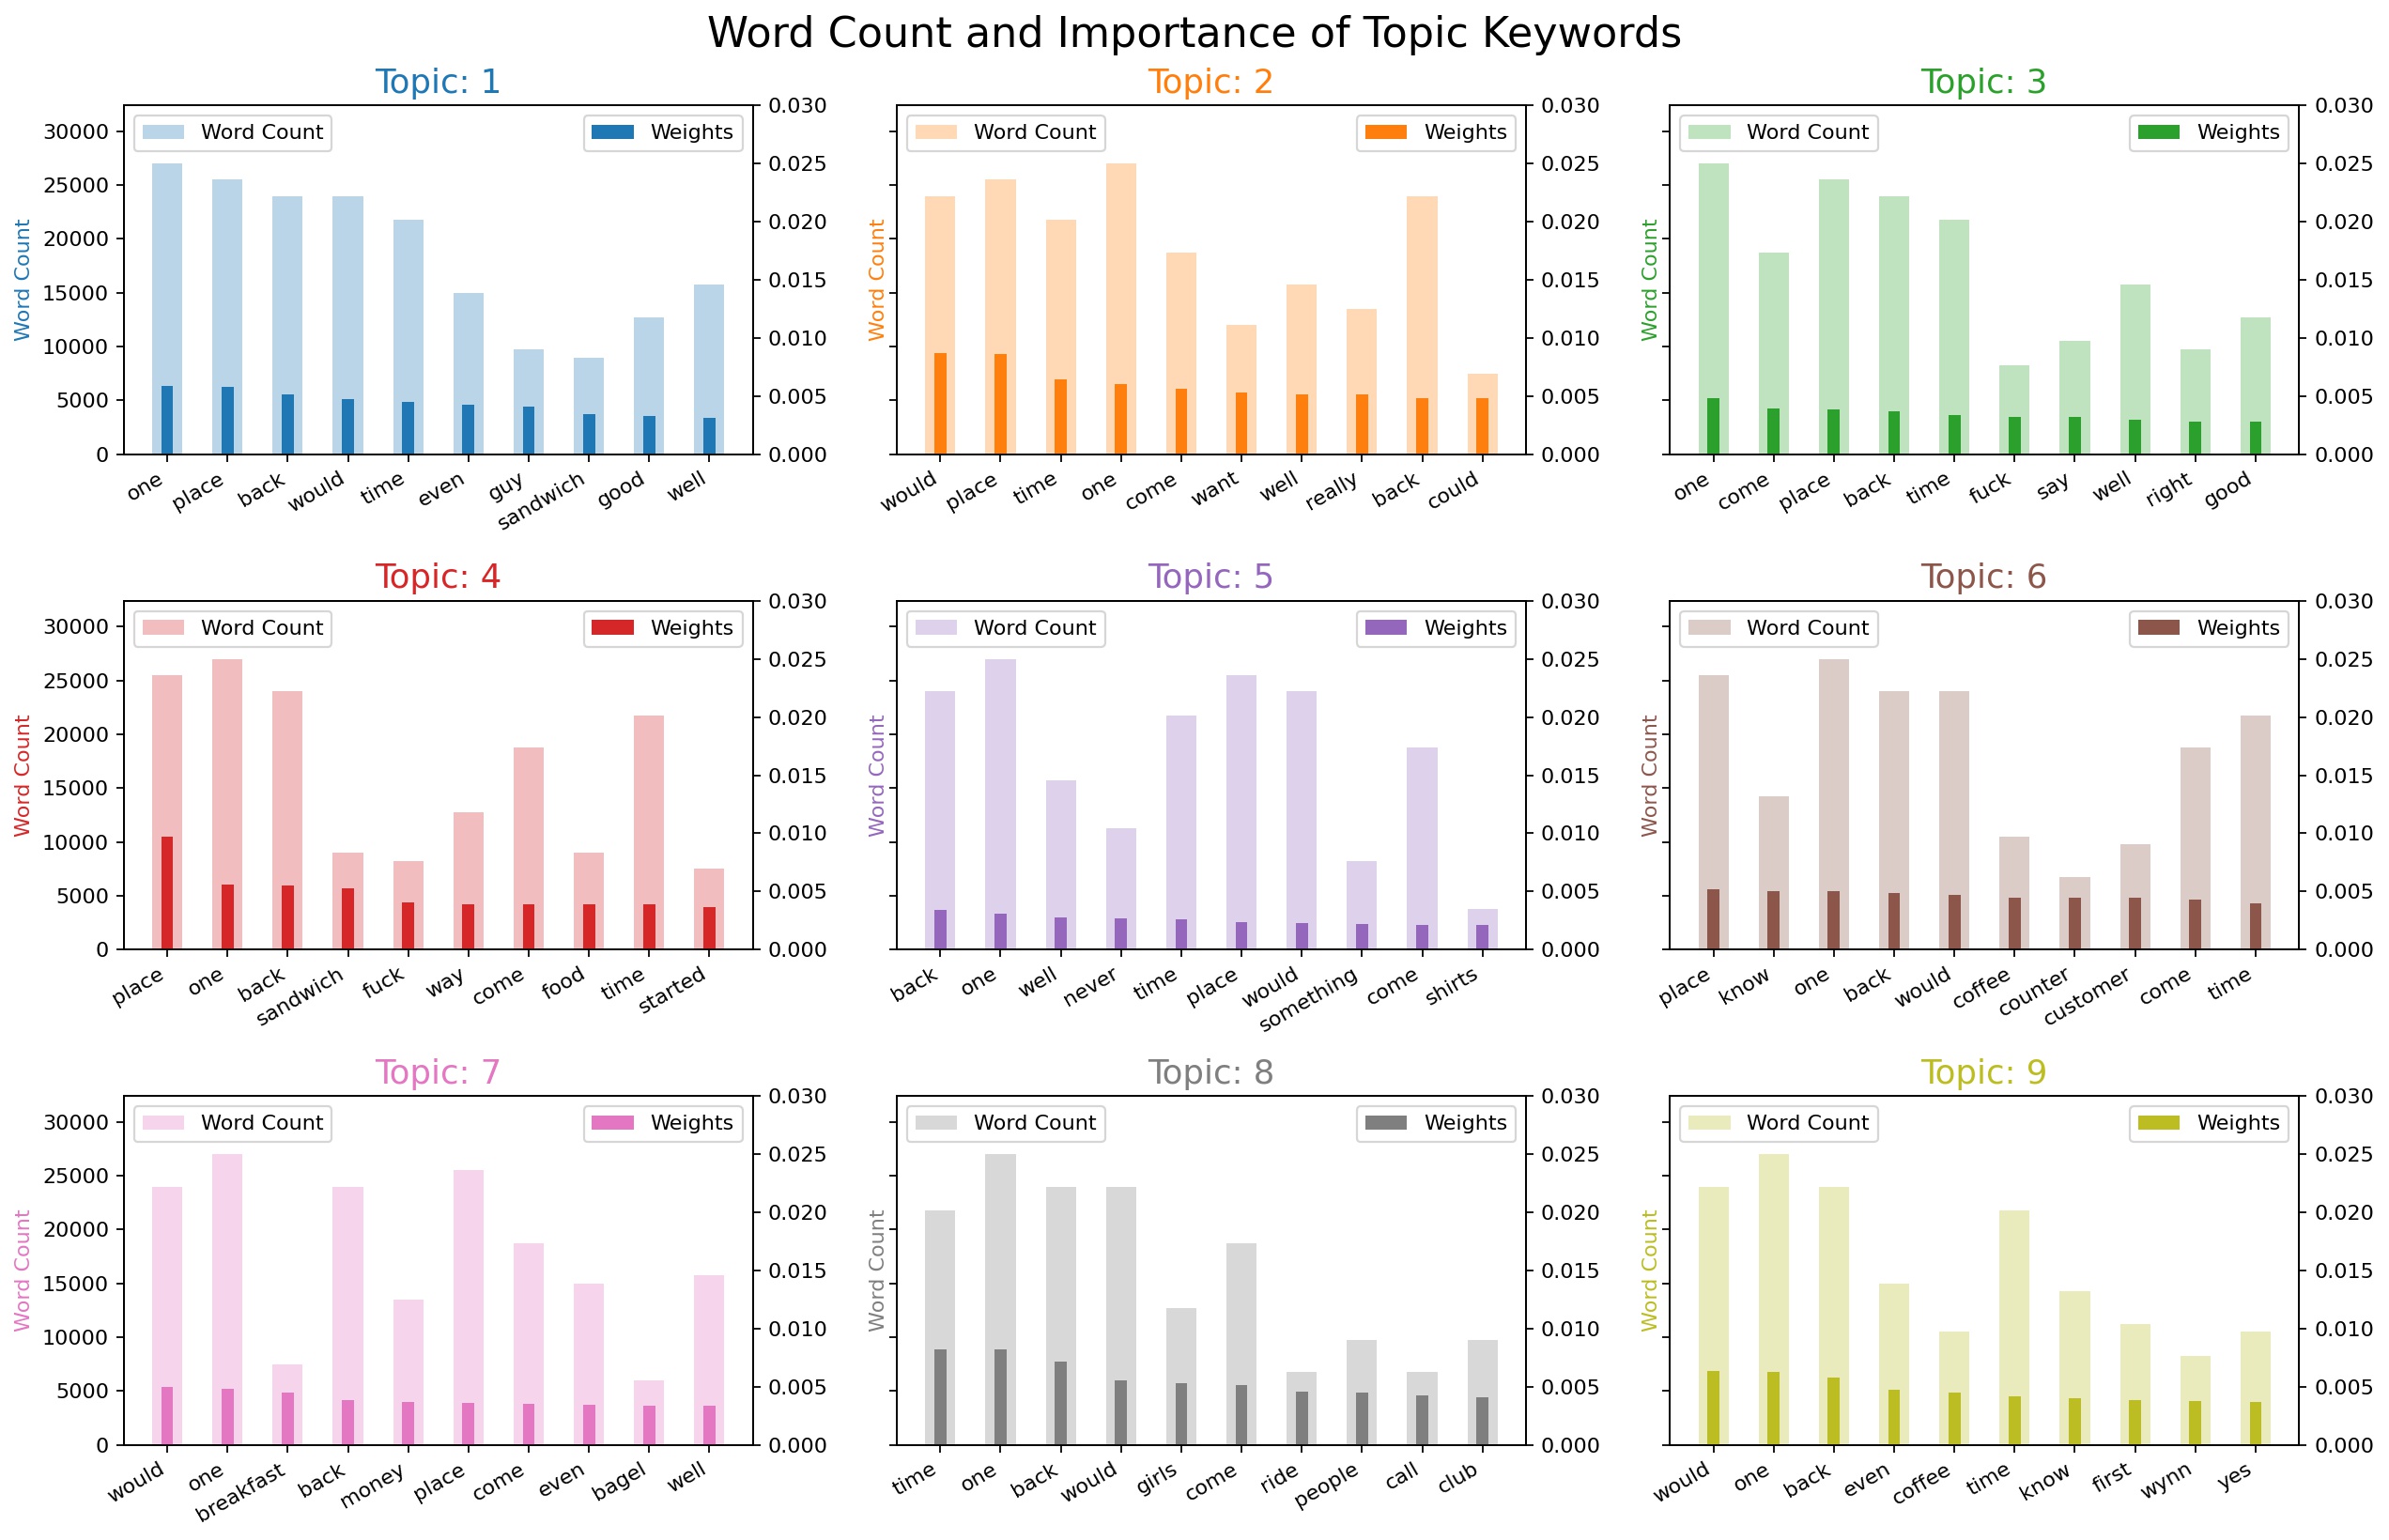 Word Count and Importance of Topic Keywords
Topic: 1
Word Count
Weights
Word Count
30000
25000
20000
15000
10000
5000
0
0.030
0.025
0.020
0.015
0.010
0.005
0.000
one place back would time even guy sandwich good well
Topic: 2
Word Count
Weights
Word Count
0.030
0.025
0.020
0.015
0.010
0.005
0.000
would place time one come want well really back could
Topic: 3
Word Count
Weights
Word Count
0.030
0.025
0.020
0.015
0.010
0.005
0.000
one come place back time fuck say well right good
Topic: 4
Word Count
Weights
Word Count
30000
25000
20000
15000
10000
5000
0
0.030
0.025
0.020
0.015
0.010
0.005
0.000
place one back sandwich fuck way come food time started
Topic: 5
Word Count
Weights
Word Count
0.030
0.025
0.020
0.015
0.010
0.005
0.000
back one well never time place would something come shirts
Topic: 6
Word Count
Weights
Word Count
0.030
0.025
0.020
0.015
0.010
0.005
0.000
place know one back would coffee counter customer come time
Topic: 7
Word Count
Weights
Word Count
30000
25000
20000
15000
10000
5000
0
0.030
0.025
0.020
0.015
0.010
0.005
0.000
would one breakfast back money place come even bagel well
Topic: 8
Word Count
Weights
Word Count
0.030
0.025
0.020
0.015
0.010
0.005
0.000
time one back would girls come ride people call club
Topic: 9
Word Count
Weights
Word Count
0.030
0.025
0.020
0.015
0.010
0.005
0.000
would one back even coffee time know first wynn yes